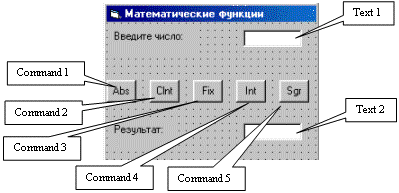 Математические функции
Text 1
Введите число:
Command 1
Abs
CInt
Fix
Int
Sgr
Command 2
Text 2
Command 3
Результат:
Command 4
Command 5